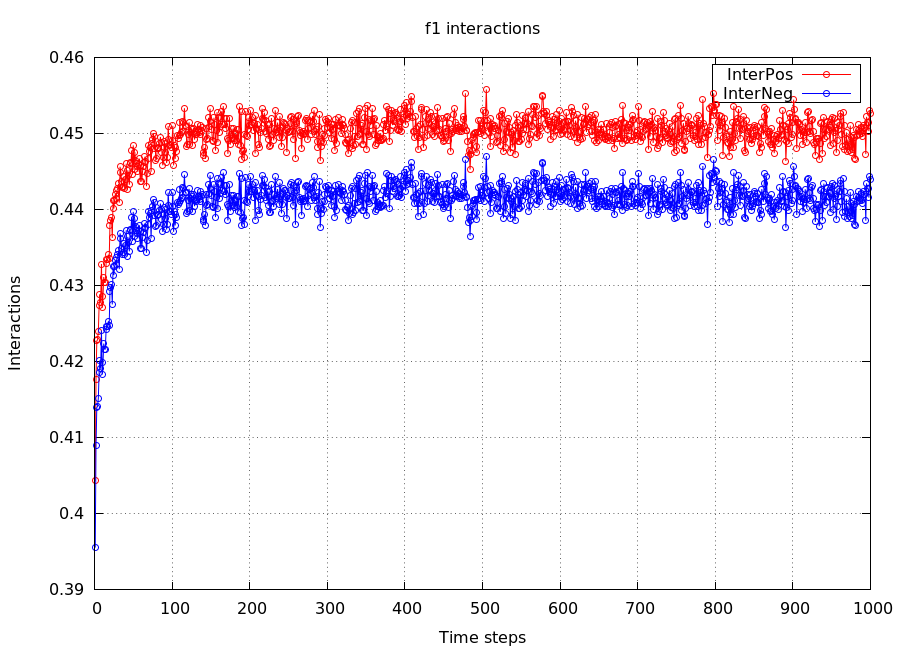 f1 interactions
0.46
InterPos
InterNeg
0.45
0.44
0.43
Interactions
0.42
0.41
0.4
0.39
0 100 200 300 400 500 600 700 800 900 1000
Time steps